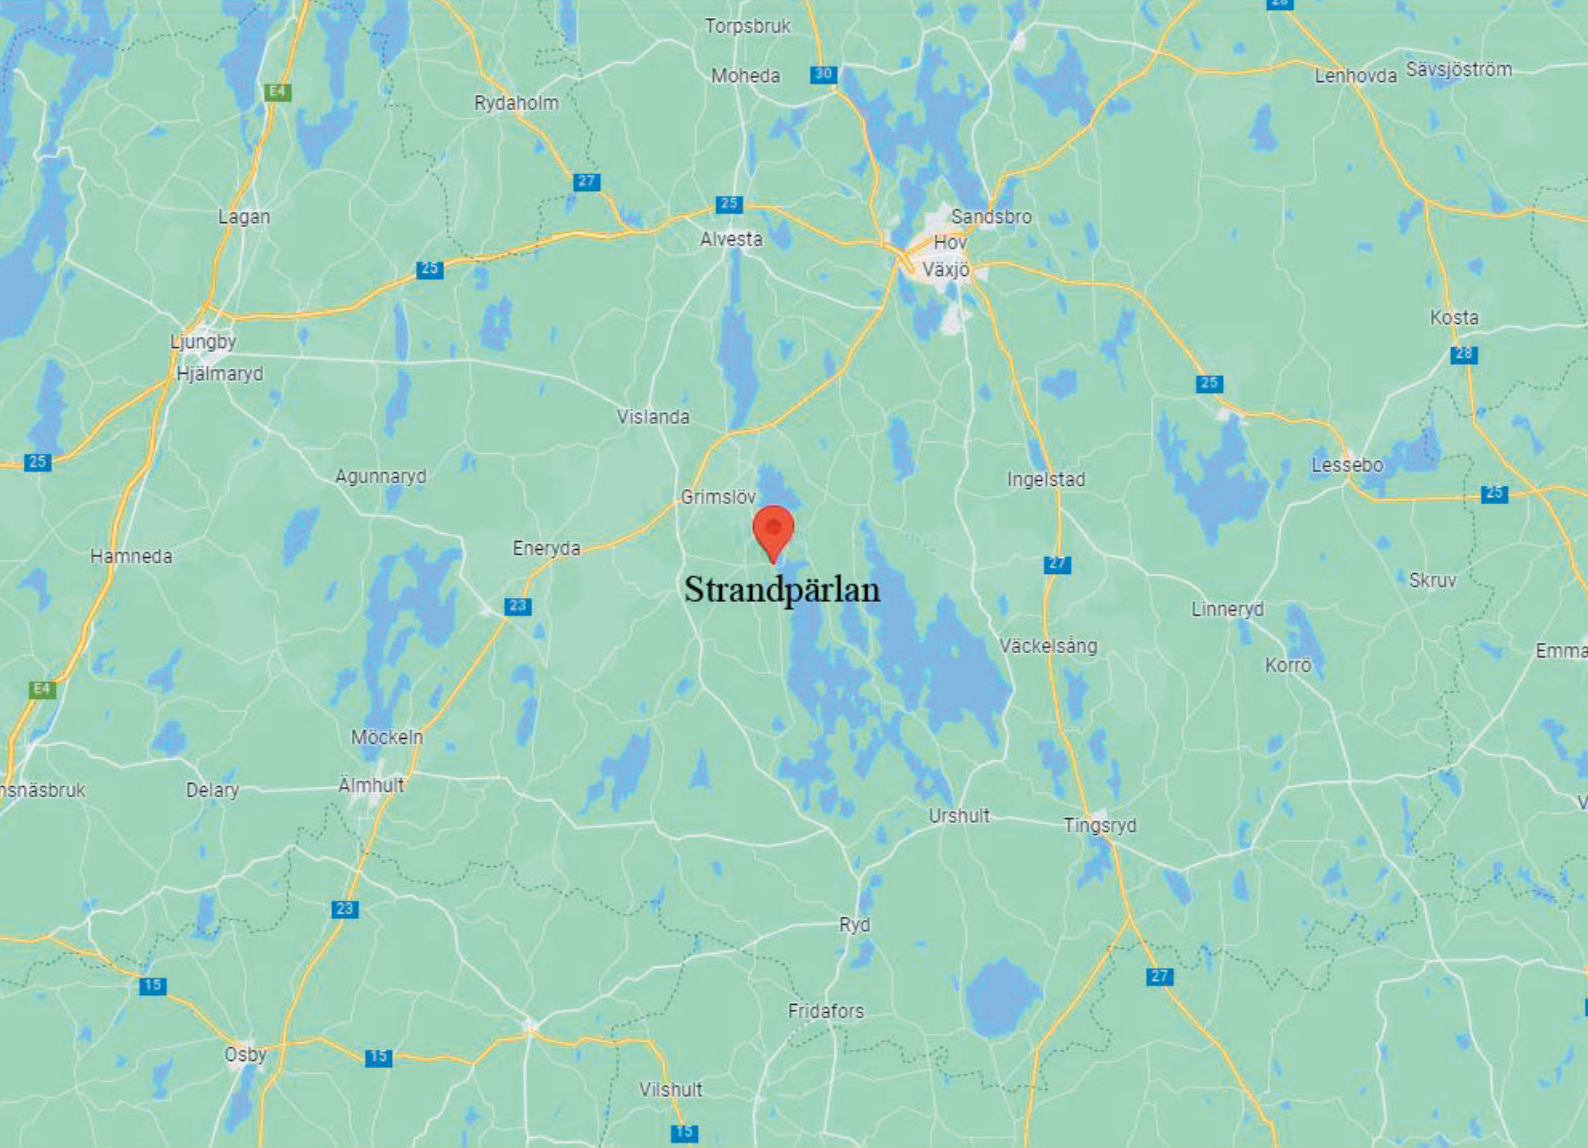 28
Torpsbruk
Moheda
30
Lenhovda
Sävsjöström
E4
Rydaholm
27
25
Lagan
Sandsbro
Alvesta
Hov
25
Växjö
Kosta
Ljungby
28
Hjälmaryd
25
Vislanda
25
Agunnaryd
Ingelstad
Lessebo
Grimslöv
25
Hamneda
Eneryda
27
Skruv
Strandpärlan
23
Linneryd
Väckelsång
Emma
Korrö
E4
Möckeln
nsnäsbruk
Delary
Älmhult
V
Urshult
Tingsryd
23
Ryd
15
27
Fridafors
Osby
15
Vilshult
15